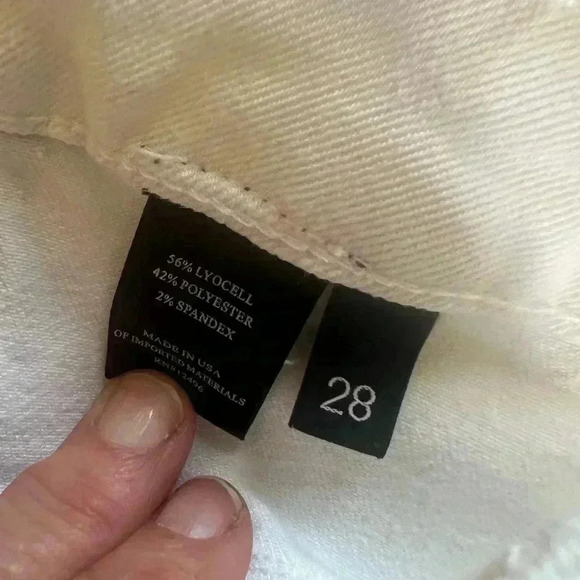 56% LYOCELL
42% POLYESTER
2% SPANDEX
MADE IN USA
OF IMPORTED MATERIALS
28